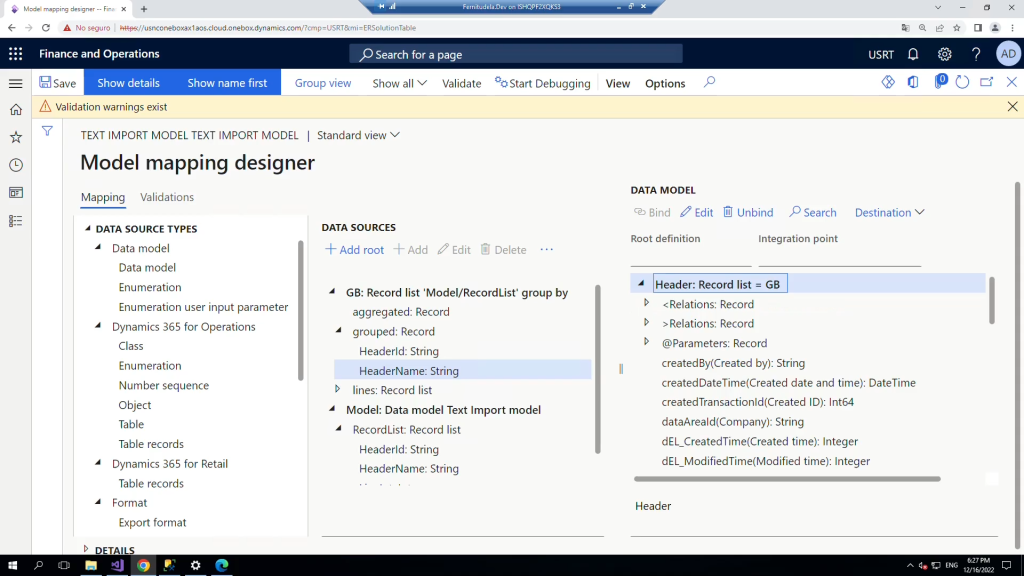 Model mapping designer -- Finan
Fernitudela.Dev on ISHQPF2XQKS3
No seguro
https://usnconeboxax1aos.cloud.onebox.dynamics.com/?cmp=USRT&mi=ERSolutionTable
Finance and Operations
Search for a page
USRT
AD
Save
Show details
Show name first
Group view
Show all
Validate
Start Debugging
View
Options
0
Validation warnings exist
TEXT IMPORT MODEL TEXT IMPORT MODEL | Standard view
Model mapping designer
Mapping
Validations
DATA SOURCE TYPES
Data model
Data model
Enumeration
Enumeration user input parameter
Dynamics 365 for Operations
Class
Enumeration
Number sequence
Object
Table
Table records
Dynamics 365 for Retail
Table records
Format
Export format
DETAILS
DATA SOURCES
+ Add root
+ Add
Edit
Delete
...
GB: Record list 'Model/RecordList' group by
aggregated: Record
grouped: Record
HeaderId: String
HeaderName: String
lines: Record list
Model: Data model Text Import model
RecordList: Record list
HeaderId: String
HeaderName: String
DATA MODEL
Bind
Edit
Unbind
Search
Destination
Root definition
Integration point
Header: Record list = GB
<Relations: Record
>Relations: Record
@Parameters: Record
createdBy(Created by): String
createdDateTime(Created date and time): DateTime
createdTransactionId(Created ID): Int64
dataAreaId(Company): String
dEL_CreatedTime(Created time): Integer
dEL_ModifiedTime(Modified time): Integer
Header
ENG
6:27 PM
12/16/2022